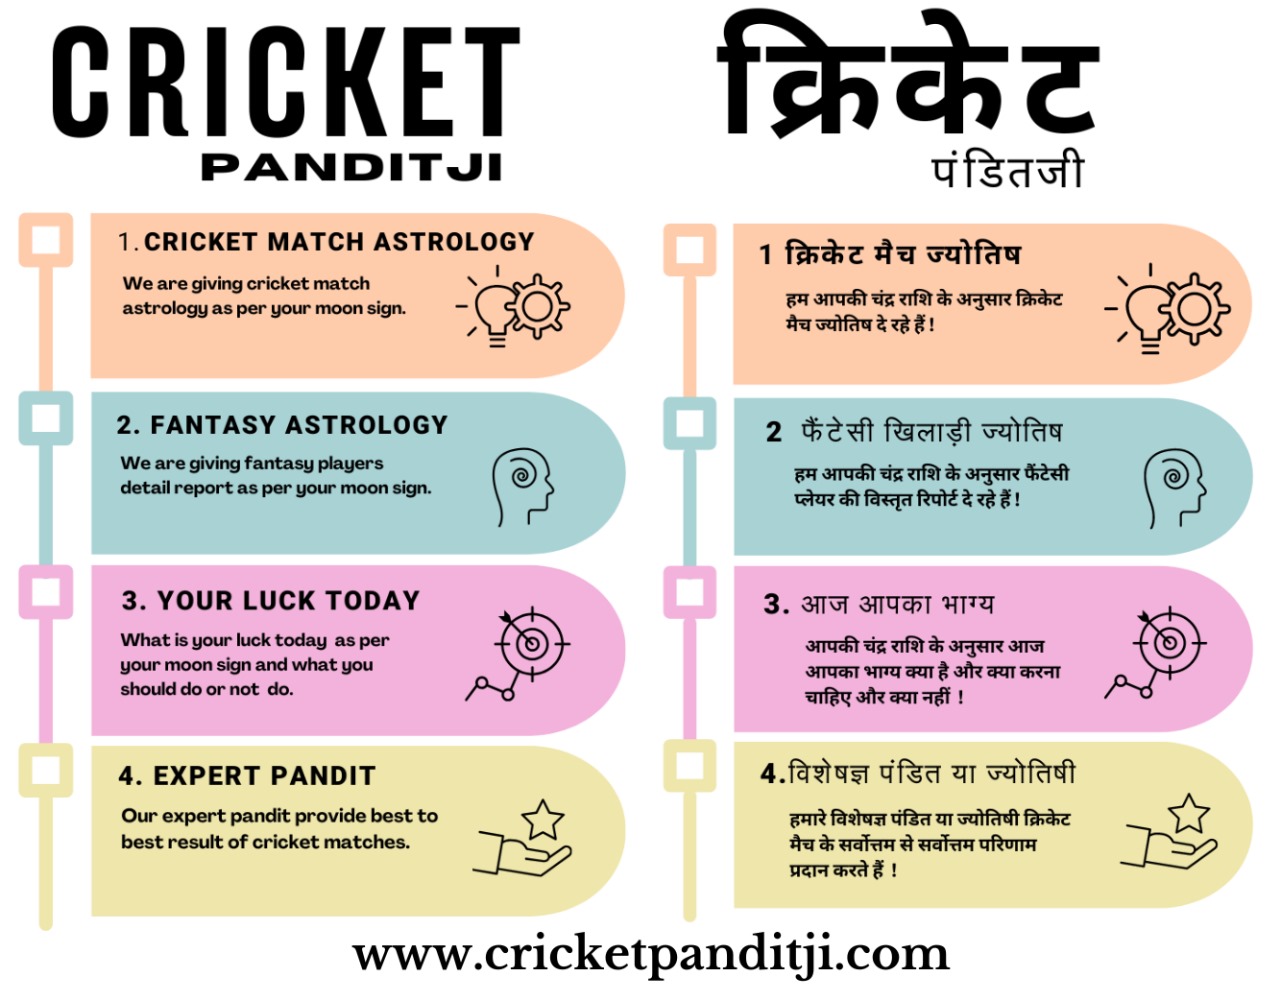 CRICKET
PANDITJI
1. CRICKET MATCH ASTROLOGY
We are giving cricket match
astrology as per your moon sign.
2. FANTASY ASTROLOGY
We are giving fantasy players
detail report as per your moon sign.
3. YOUR LUCK TODAY
What is your luck today as per
your moon sign and what you
should do or not do.
4. EXPERT PANDIT
Our expert pandit provide best to
best result of cricket matches.
क्रिकेट
पंडितजी
1 क्रिकेट मैच ज्योतिष
हम आपकी चंद्र राशि के अनुसार क्रिकेट
मैच ज्योतिष दे रहे हैं !
2 फैंटेसी खिलाड़ी ज्योतिष
हम आपकी चंद्र राशि के अनुसार फैंटेसी
प्लेयर की विस्तृत रिपोर्ट दे रहे हैं !
3. आज आपका भाग्य
आपकी चंद्र राशि के अनुसार आज
आपका भाग्य क्या है और क्या करना
चाहिए और क्या नहीं !
4.विशेषज्ञ पंडित या ज्योतिषी
हमारे विशेषज्ञ पंडित या ज्योतिषी क्रिकेट
मैच के सर्वोत्तम से सर्वोत्तम परिणाम
प्रदान करते हैं !
www.cricketpanditji.com